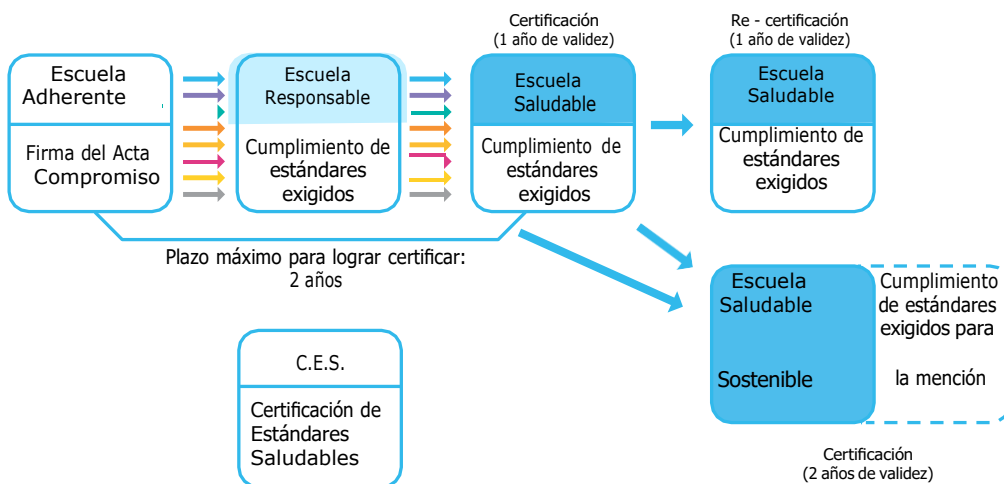 Certificación
(1 año de validez)
Re - certificación
(1 año de validez)
Escuela
Adherente
Firma del Acta
Compromiso
Escuela
Responsable
Cumplimiento de
estándares
exigidos
Escuela
Saludable
Cumplimiento de
estándares
exigidos
Escuela
Saludable
Cumplimiento de
estándares
exigidos
Plazo máximo para lograr certificar:
2 años
Escuela
Saludable
Sostenible
Cumplimiento
de estándares
exigidos para
la mención
Certificación
(2 años de validez)
C.E.S.
Certificación de
Estándares
Saludables